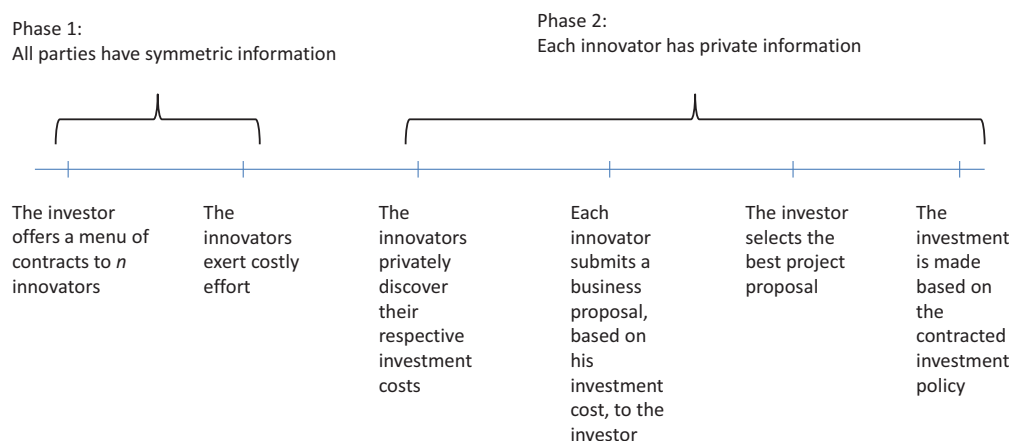 Phase 1:
All parties have symmetric information
Phase 2:
Each innovator has private information
The investor
offers a menu of
contracts to n
innovators
The
innovators
exert costly
effort
The
innovators
privately
discover
their
respective
investment
costs
Each
innovator
submits a
business
proposal,
based on
his
investment
cost, to the
investor
The investor
selects the
best project
proposal
The
investment
is made
based on
the
contracted
investment
policy